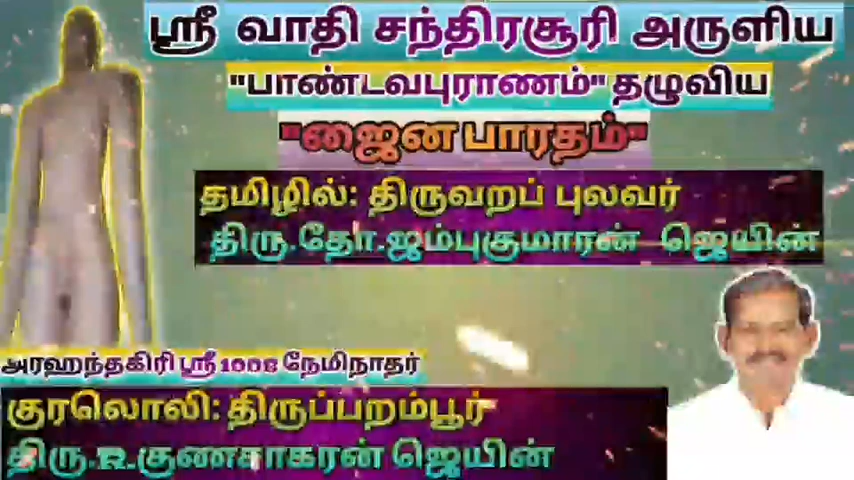 ஸ்ரீ வாதி சந்திரசூரி அருளிய
"பாண்டவபுராணம்" தழுவிய
"ஜைன பாரதம்"
தமிழில்: திருவறப் புலவர்
திரு.தோ.ஜம்புகுமாரன் ஜெயின்
அரஹந்தகிரி ஸ்ரீ 1008 நேமிநாதர்
குரலொலி: திருப்பறம்பூர்
திரு.உ.குணசாகரன் ஜெயின்